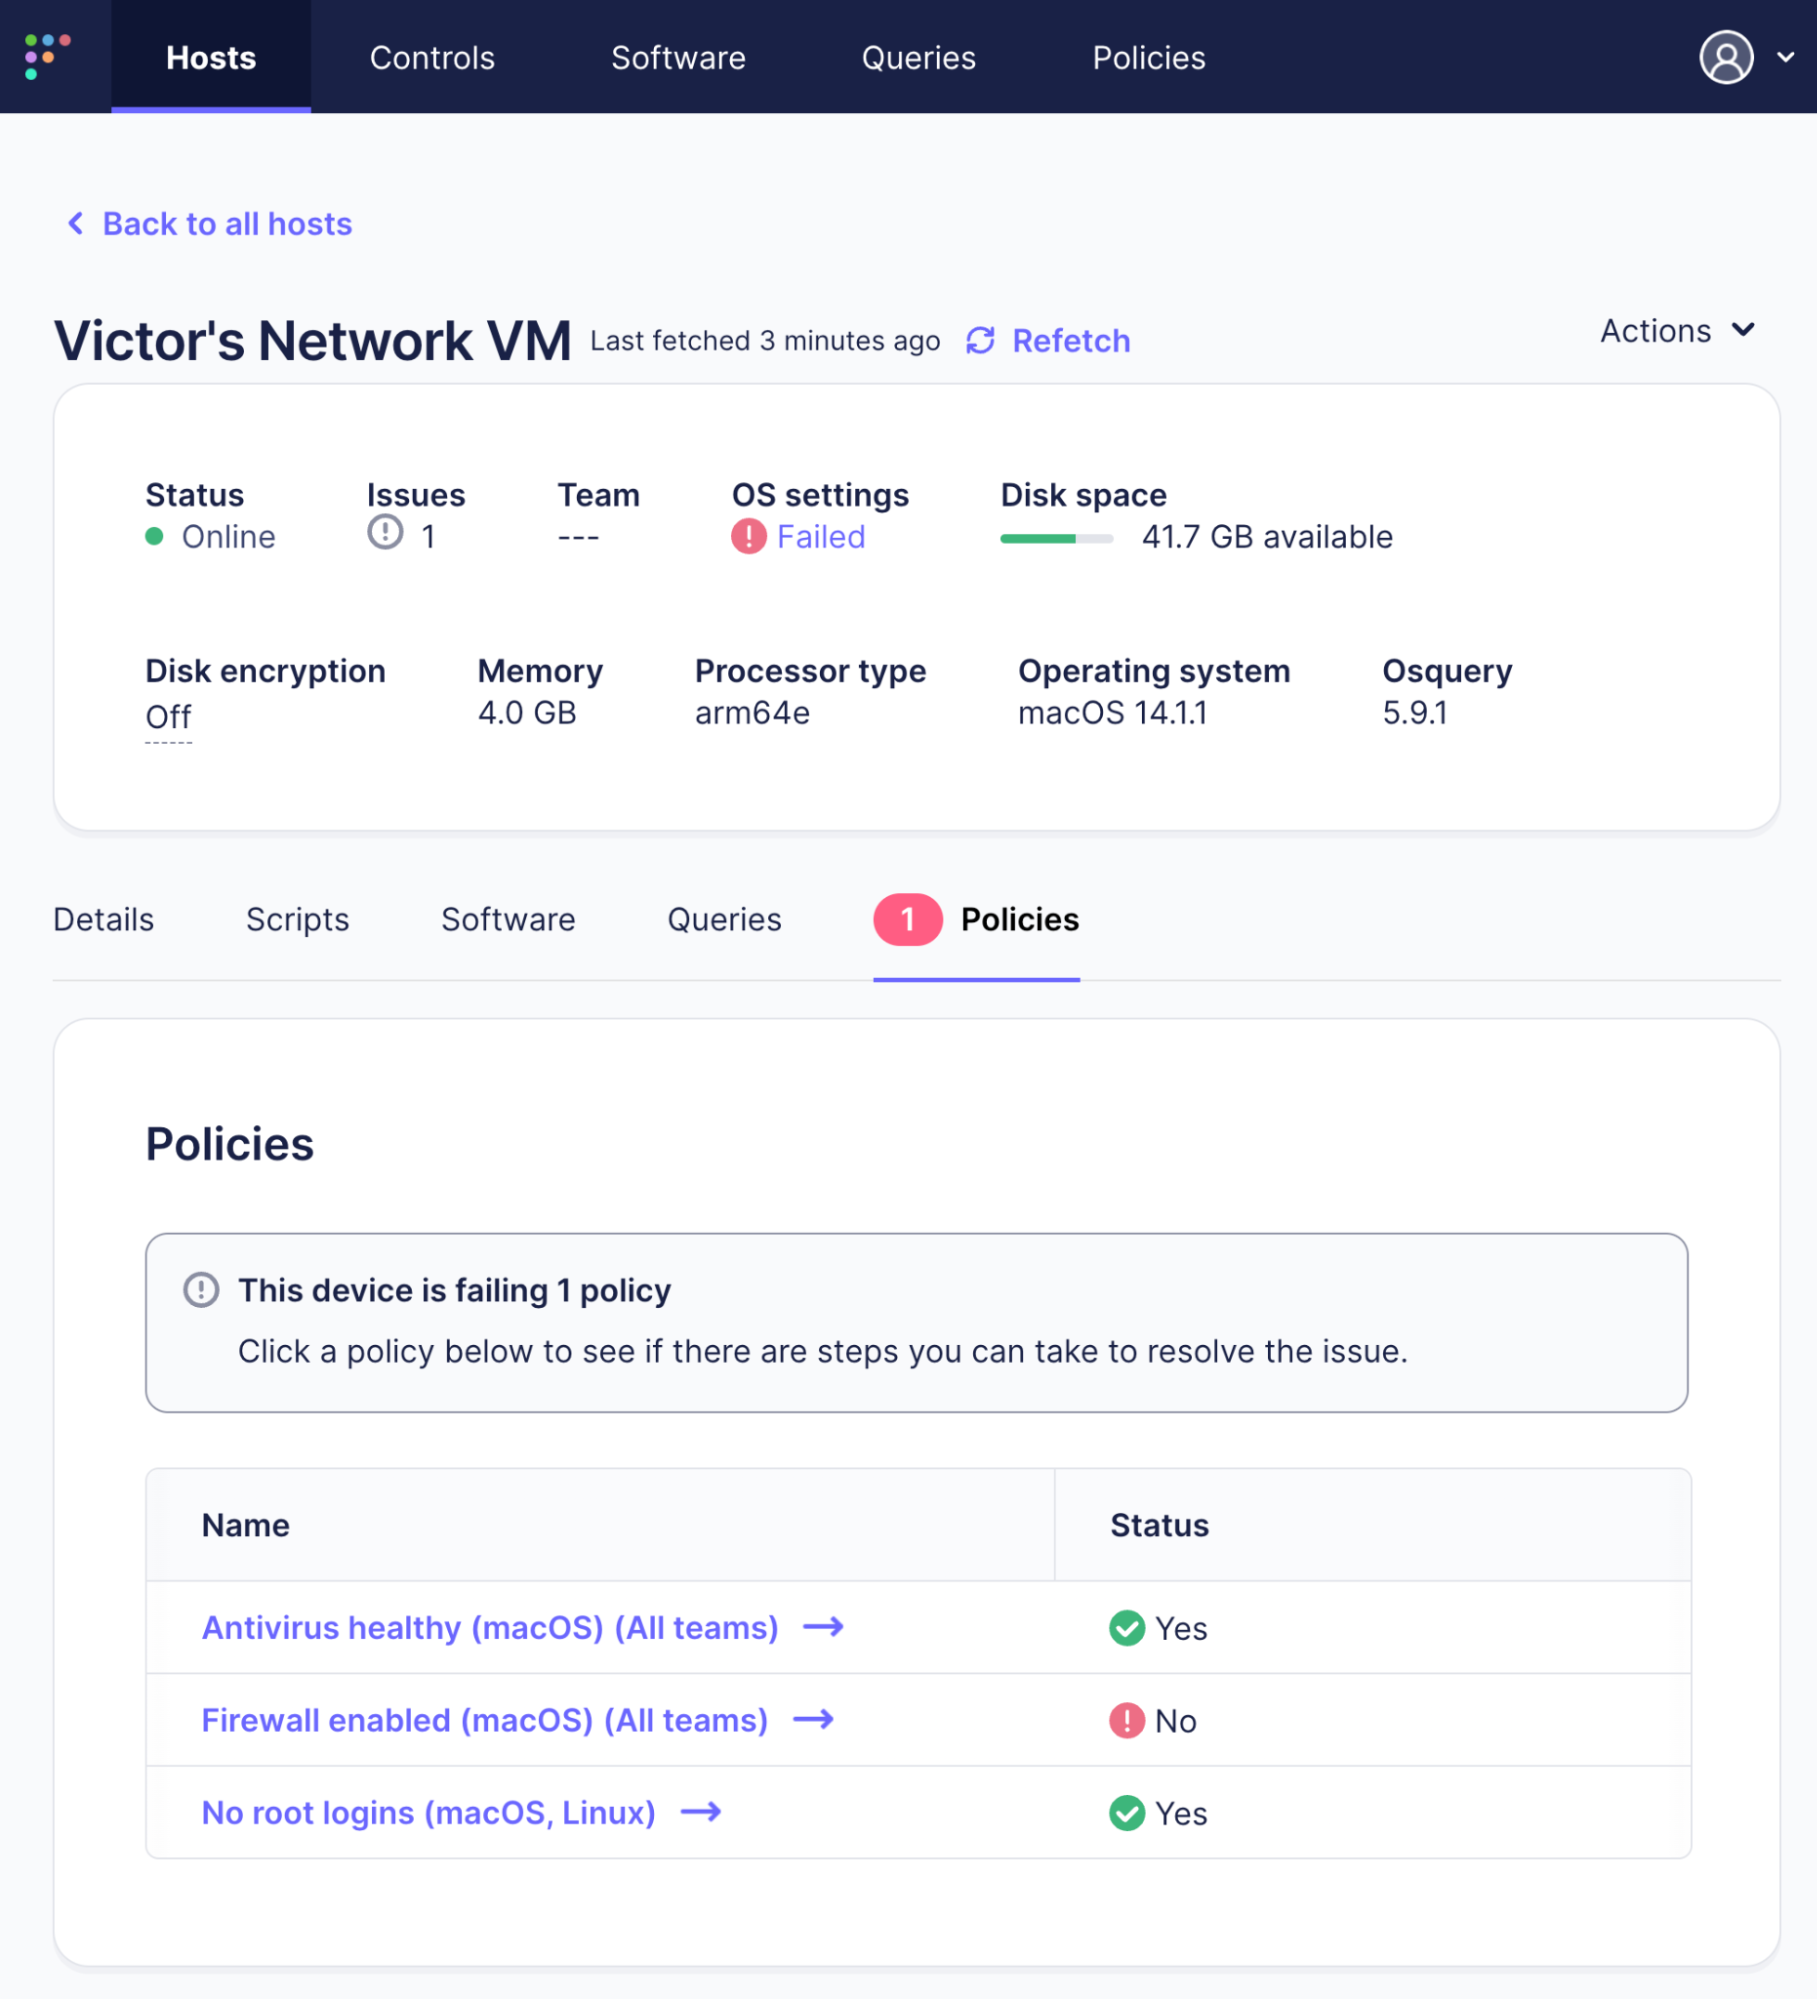 Hosts Controls Software Queries Policies
Back to all hosts
Victor's Network VM Last fetched 3 minutes ago Refetch Actions
Status Issues Team OS settings Disk space
Online 1 --- Failed 41.7 GB available
Disk encryption Memory Processor type Operating system Osquery
Off 4.0 GB arm64e macOS 14.1.1 5.9.1
Details Scripts Software Queries 1 Policies
Policies
This device is failing 1 policy
Click a policy below to see if there are steps you can take to resolve the issue.
Name Status
Antivirus healthy (macOS) (All teams) Yes
Firewall enabled (macOS) (All teams) No
No root logins (macOS, Linux) Yes